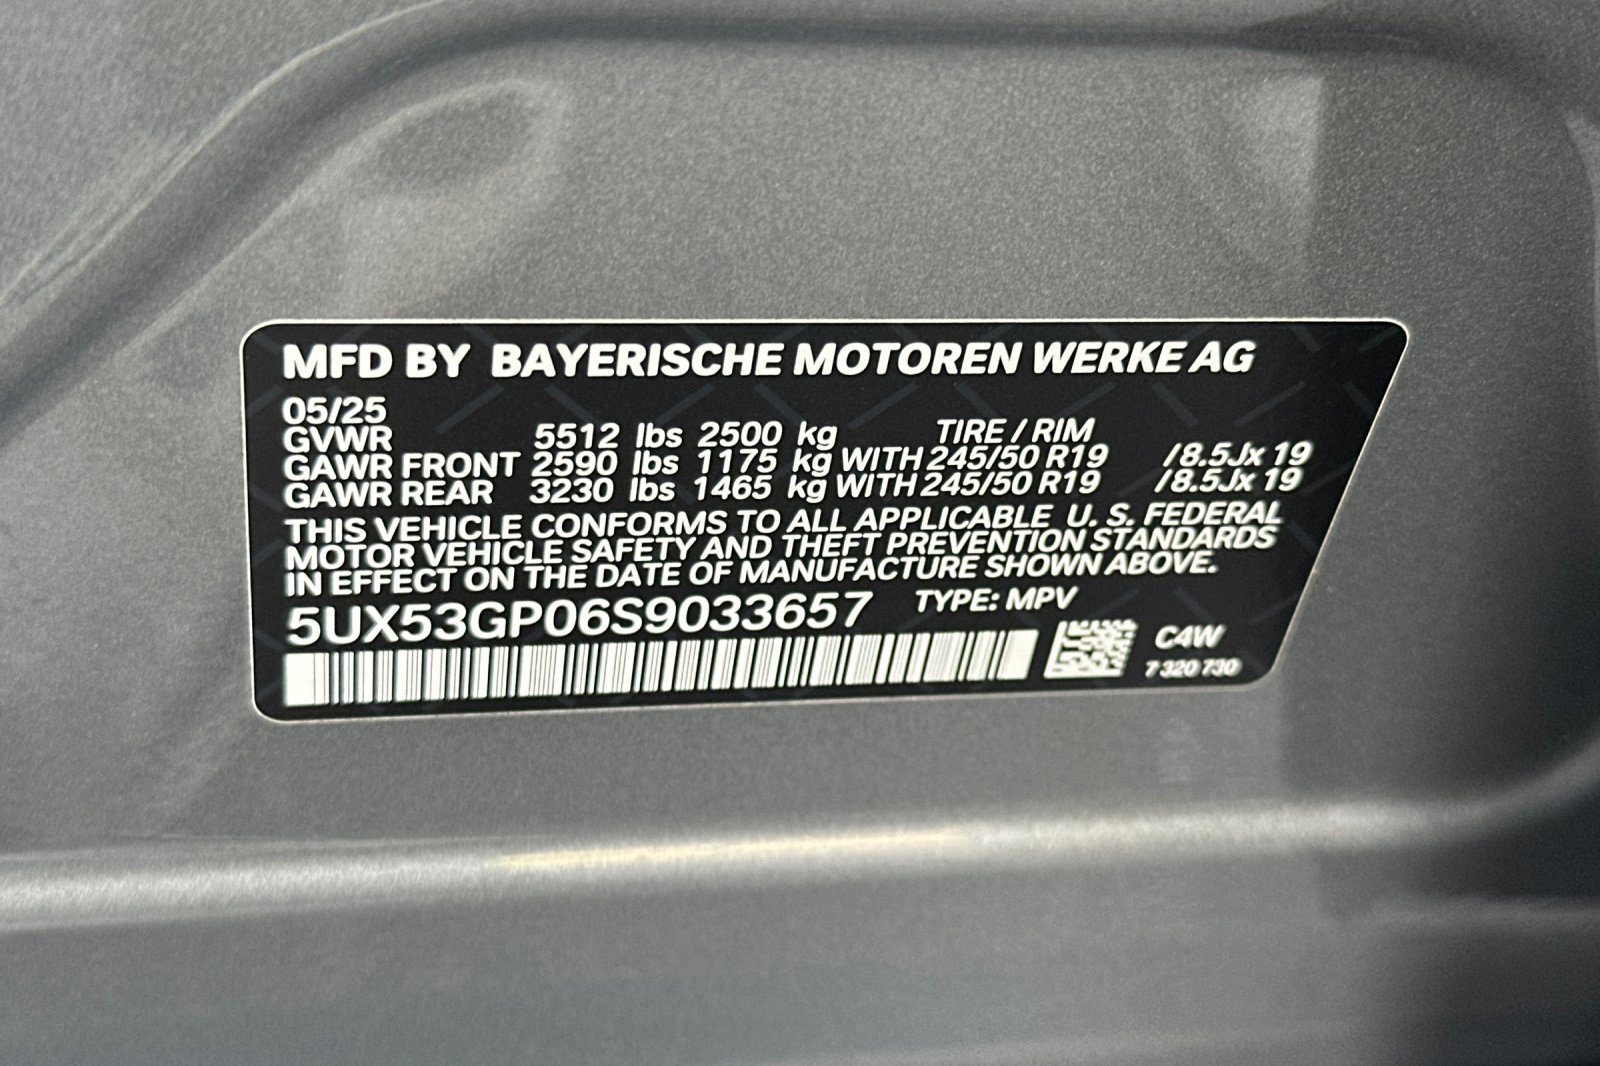 MFD BY BAYERISCHE MOTOREN WERKE AG
05/25
GVWR 5512 lbs 2500 kg TIRE / RIM
GAWR FRONT 2590 lbs 1175 kg WITH 245/50 R19 /8.5Jx 19
GAWR REAR 3230 lbs 1465 kg WITH 245/50 R19 /8.5Jx 19
THIS VEHICLE CONFORMS TO ALL APPLICABLE U. S. FEDERAL
MOTOR VEHICLE SAFETY AND THEFT PREVENTION STANDARDS
IN EFFECT ON THE DATE OF MANUFACTURE SHOWN ABOVE.
5UX53GP06S9033657 TYPE: MPV
C4W
7 320 730